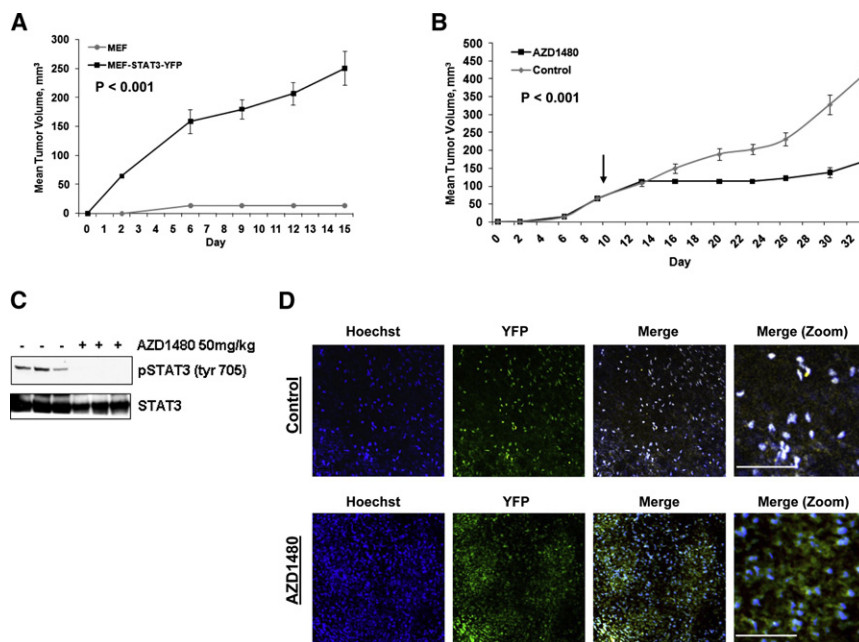 A
MEF
MEF-STAT3-YFP
P < 0.001
Mean Tumor Volume, mm³
300
250
200
150
100
50
0
0 1 2 3 4 5 6 7 8 9 10 11 12 13 14 15
Day
B
AZD1480
Control
P < 0.001
Mean Tumor Volume, mm³
500
450
400
350
300
250
200
150
100
50
0
0 2 4 6 8 10 12 14 16 18 20 22 24 26 28 30 32
Day
C
- - - + + + AZD1480 50mg/kg
pSTAT3 (tyr 705)
STAT3
D
Hoechst YFP Merge Merge (Zoom)
Control
Hoechst YFP Merge Merge (Zoom)
AZD1480